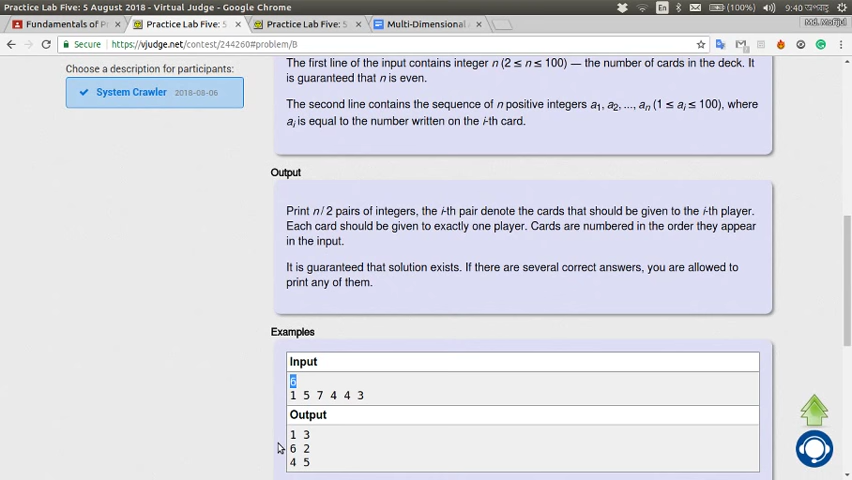 Practice Lab Five: 5 August 2018 - Virtual Judge - Google Chrome
En
(100%)
9:40 অপরাহ্ণ
Fundamentals of P
Practice Lab Five: 5
Practice Lab Five: 5
Multi-Dimensional
Secure
https://vjudge.net/contest/244260#problem/B
Choose a description for participants:
System Crawler 2018-08-06
The first line of the input contains integer n (2 ≤ n ≤ 100) — the number of cards in the deck. It
is guaranteed that n is even.
The second line contains the sequence of n positive integers a1, a2, ..., an (1 ≤ ai ≤ 100), where
ai is equal to the number written on the i-th card.
Output
Print n / 2 pairs of integers, the i-th pair denote the cards that should be given to the i-th player.
Each card should be given to exactly one player. Cards are numbered in the order they appear
in the input.
It is guaranteed that solution exists. If there are several correct answers, you are allowed to
print any of them.
Examples
Input
6
1 5 7 4 4 3
Output
1 3
6 2
4 5